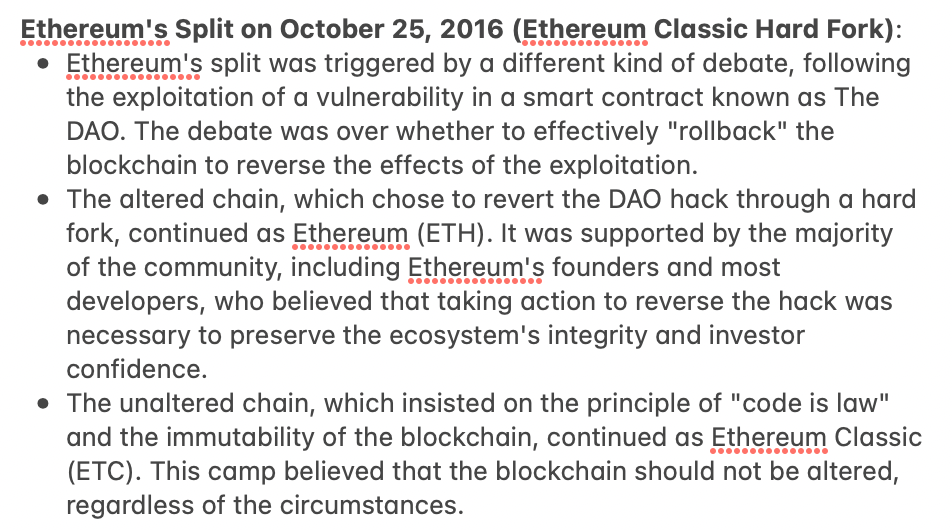 Ethereum's Split on October 25, 2016 (Ethereum Classic Hard Fork):
• Ethereum's split was triggered by a different kind of debate, following
the exploitation of a vulnerability in a smart contract known as The
DAO. The debate was over whether to effectively "rollback" the
blockchain to reverse the effects of the exploitation.
• The altered chain, which chose to revert the DAO hack through a hard
fork, continued as Ethereum (ETH). It was supported by the majority
of the community, including Ethereum's founders and most
developers, who believed that taking action to reverse the hack was
necessary to preserve the ecosystem's integrity and investor
confidence.
• The unaltered chain, which insisted on the principle of "code is law"
and the immutability of the blockchain, continued as Ethereum Classic
(ETC). This camp believed that the blockchain should not be altered,
regardless of the circumstances.